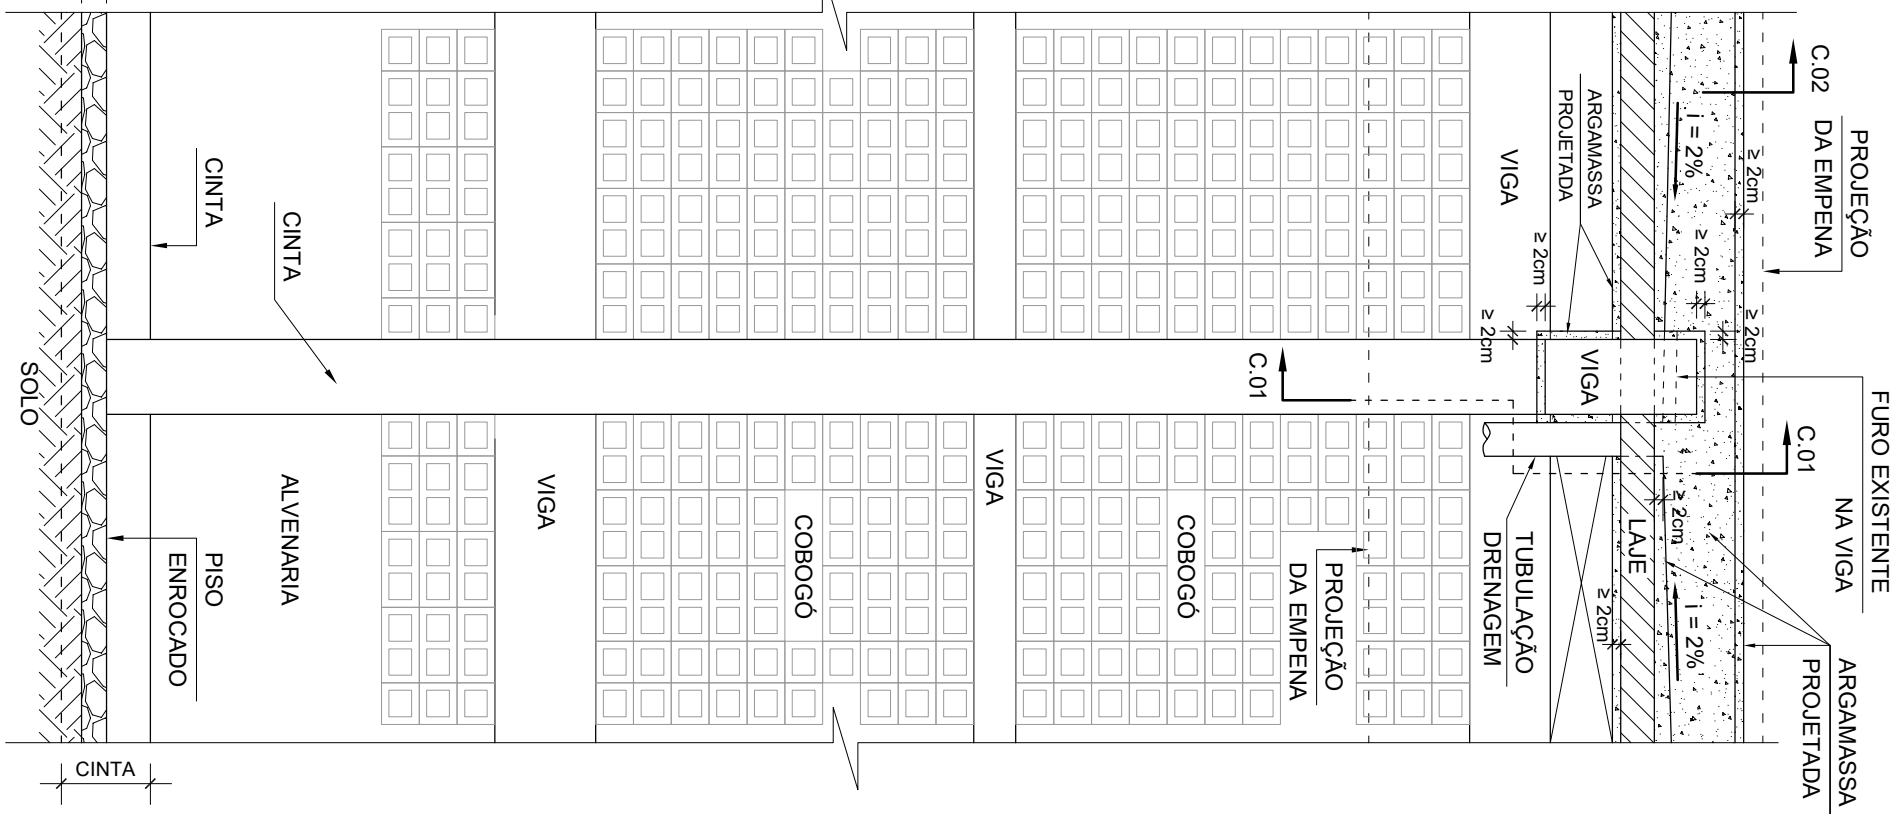 FURO EXISTENTE
NA VIGA
ARGAMASSA
PROJETADA
PROJEÇÃO
DA EMPENA
C.02
C.01
≥ 2cm
≥ 2cm
≥ 2cm
i = 2%
i = 2%
≥ 2cm
LAJE
≥ 2cm
ARGAMASSA
PROJETADA
VIGA
≥ 2cm
≥ 2cm
VIGA
TUBULAÇÃO
DRENAGEM
C.01
PROJEÇÃO
DA EMPENA
COBOGÓ
VIGA
COBOGÓ
VIGA
CINTA
ALVENARIA
CINTA
PISO
ENROCADO
SOLO
CINTA